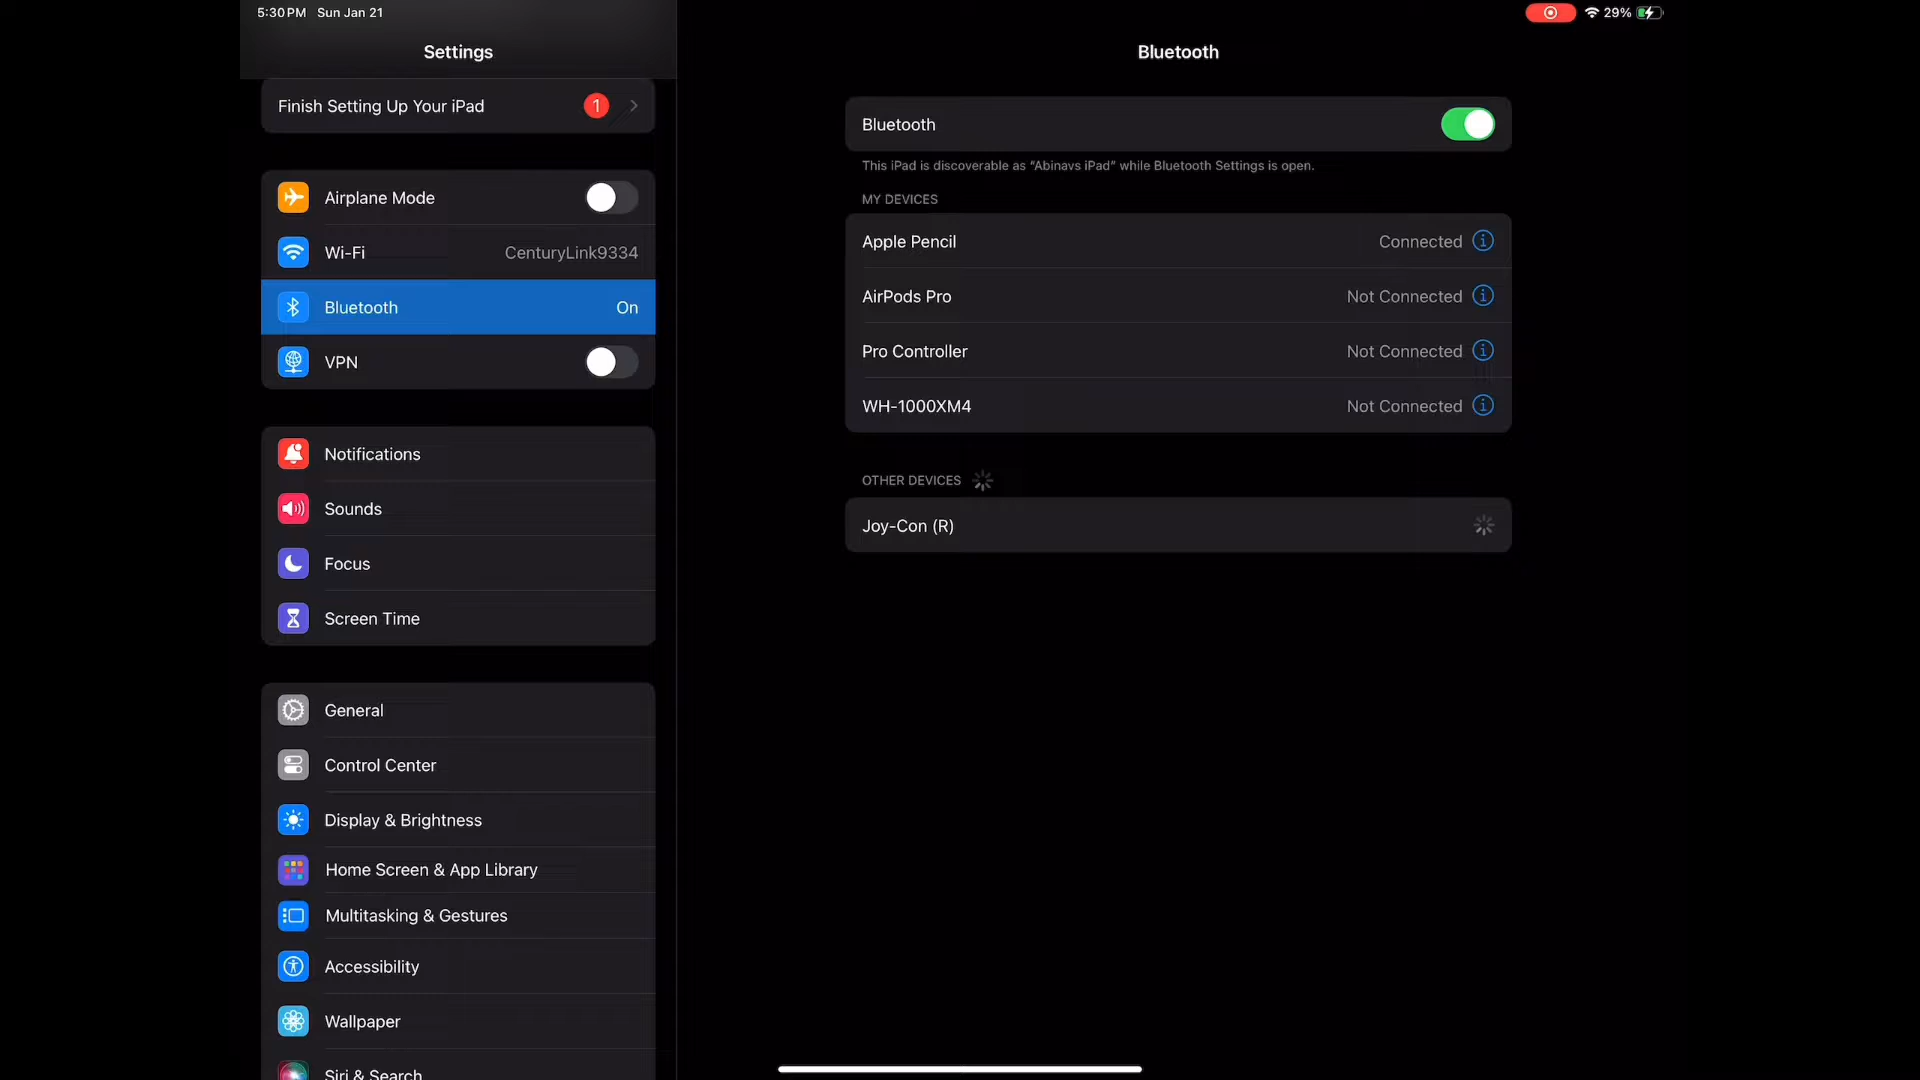 5:30 PM Sun Jan 21
29%
Settings
Finish Setting Up Your iPad 1
Airplane Mode
Wi-Fi CenturyLink9334
Bluetooth On
VPN
Notifications
Sounds
Focus
Screen Time
General
Control Center
Display & Brightness
Home Screen & App Library
Multitasking & Gestures
Accessibility
Wallpaper
Siri & Search
Bluetooth
Bluetooth
This iPad is discoverable as “Abinavs iPad” while Bluetooth Settings is open.
MY DEVICES
Apple Pencil Connected
AirPods Pro Not Connected
Pro Controller Not Connected
WH-1000XM4 Not Connected
OTHER DEVICES
Joy-Con (R)